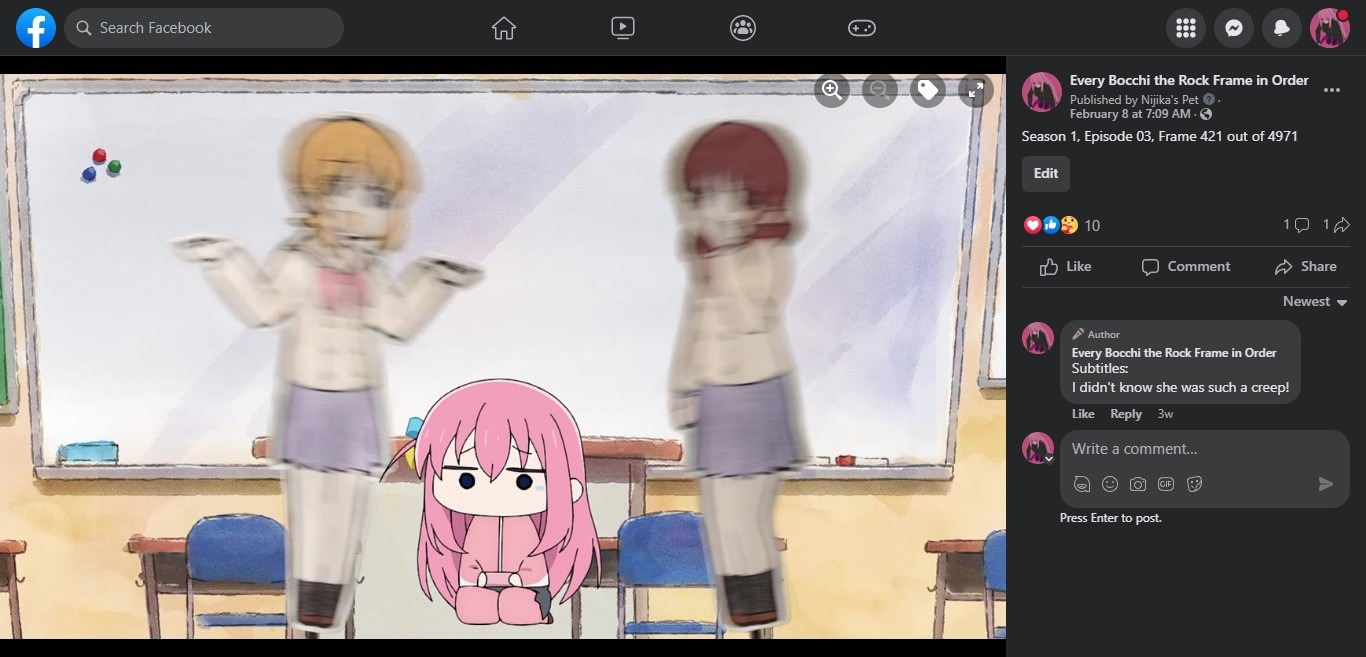 Search Facebook
Every Bocchi the Rock Frame in Order
Published by Nijika's Pet ·
February 8 at 7:09 AM ·
Season 1, Episode 03, Frame 421 out of 4971
Edit
10
1
1
Like
Comment
Share
Newest
Author
Every Bocchi the Rock Frame in Order
Subtitles:
I didn't know she was such a creep!
Like Reply 3w
Write a comment...
GIF
Press Enter to post.